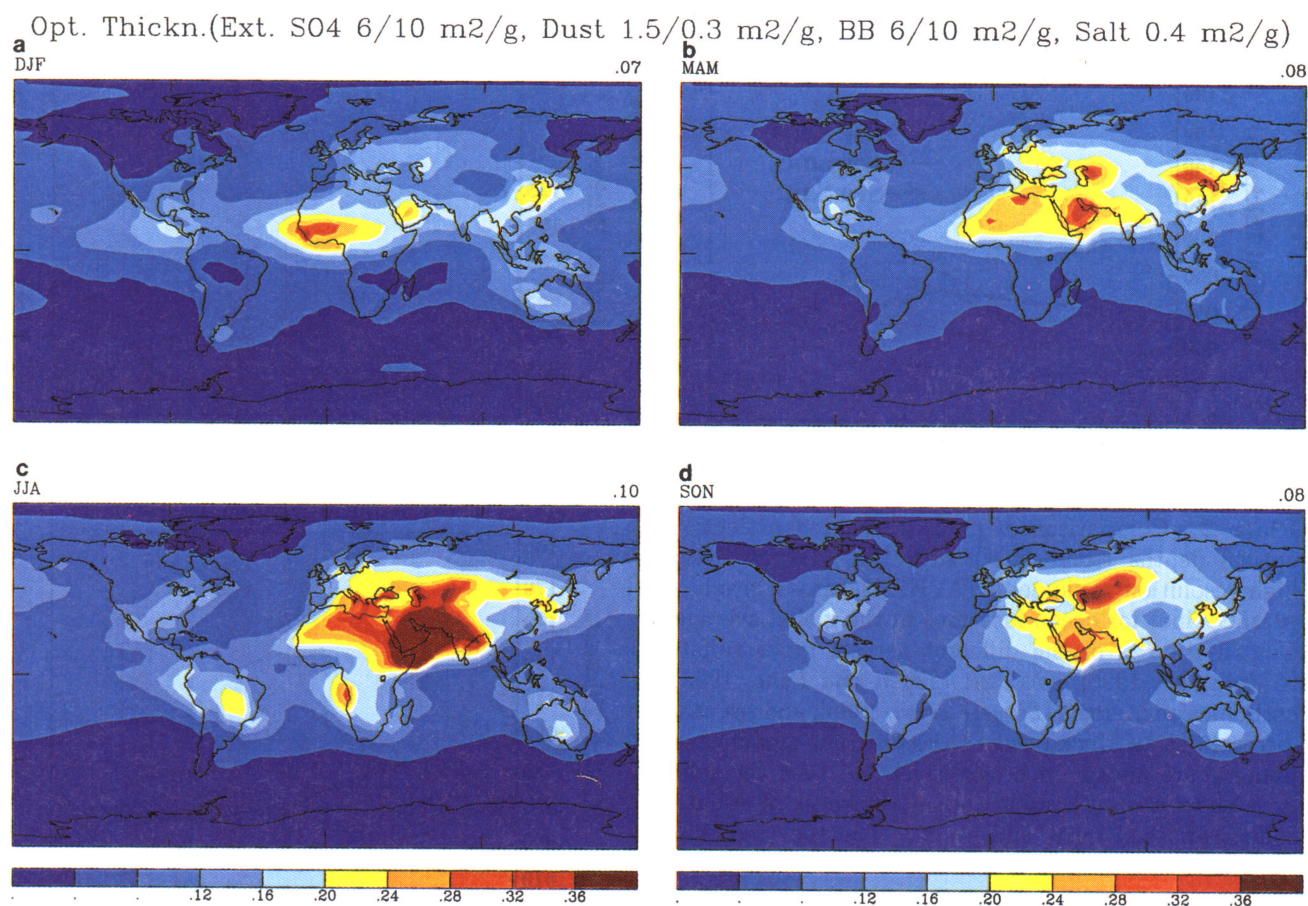 Opt. Thickn.(Ext. SO4 6/10 m2/g, Dust 1.5/0.3 m2/g, BB 6/10 m2/g, Salt 0.4 m2/g)
a
DJF .07
b
MAM .08
c
JJA .10
d
SON .08
. . . .12 .16 .20 .24 .28 .32 .36
. . . .12 .16 .20 .24 .28 .32 .36